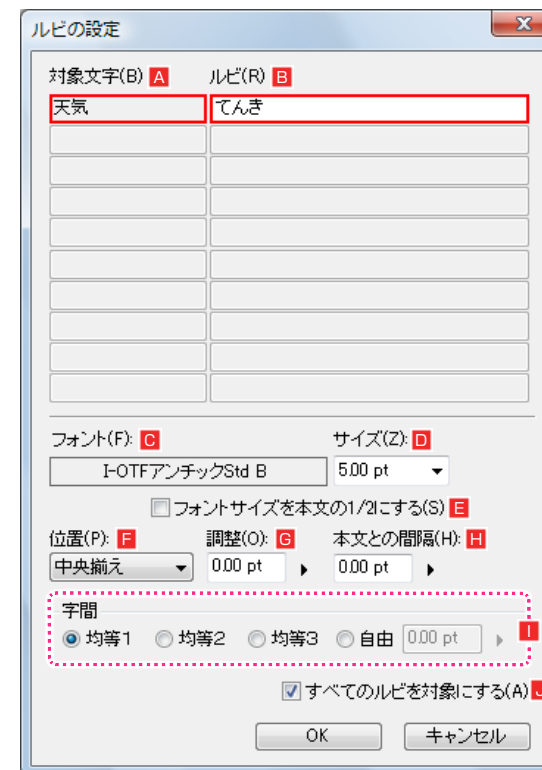 ルビの設定
対象文字(B) A ルビ(R) B
天気 てんき
フォント(F): C サイズ(Z): D
I-OTFアンチックStd B 5.00 pt
フォントサイズを本文の1/2にする(S) E
位置(P): F 調整(O): G 本文との間隔(H): H
中央揃え 0.00 pt 0.00 pt
字間
均等1 均等2 均等3 自由 0.00 pt I
すべてのルビを対象にする(A) J
OK キャンセル